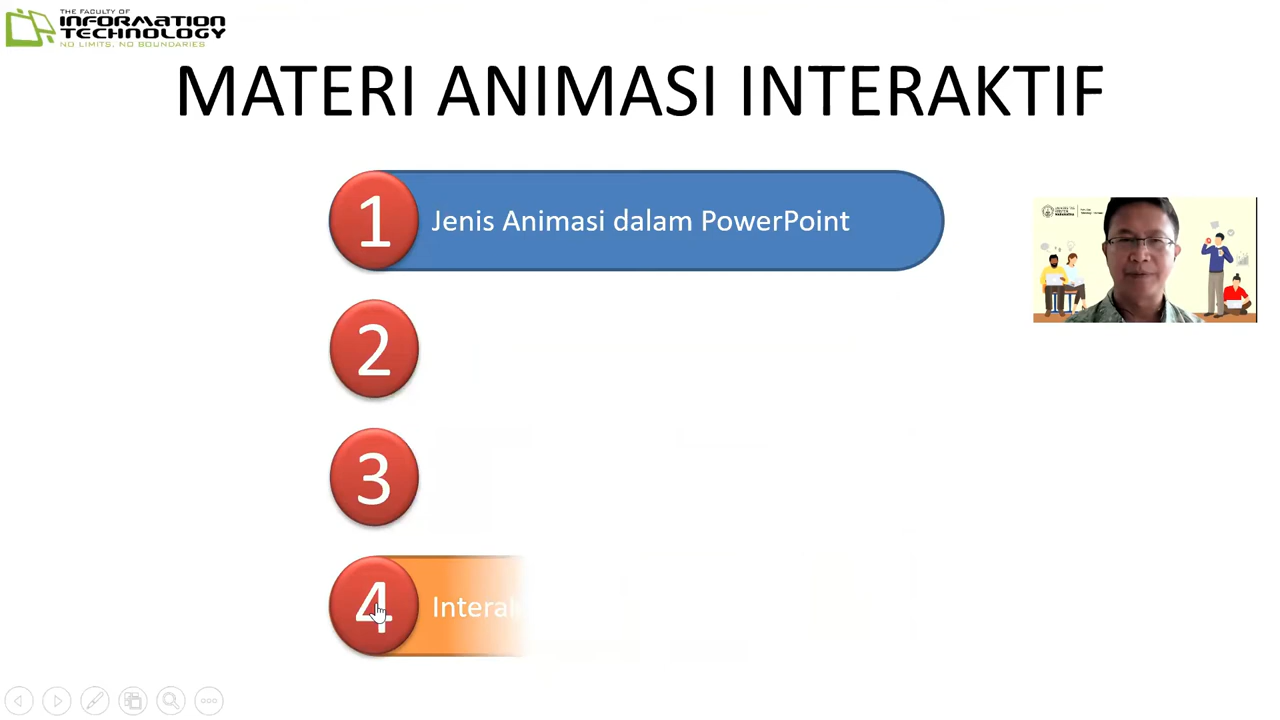 THE FACULTY OF
INFORMATION
TECHNOLOGY
NO LIMITS, NO BOUNDARIES
MATERI ANIMASI INTERAKTIF
1 Jenis Animasi dalam PowerPoint
2
3
4